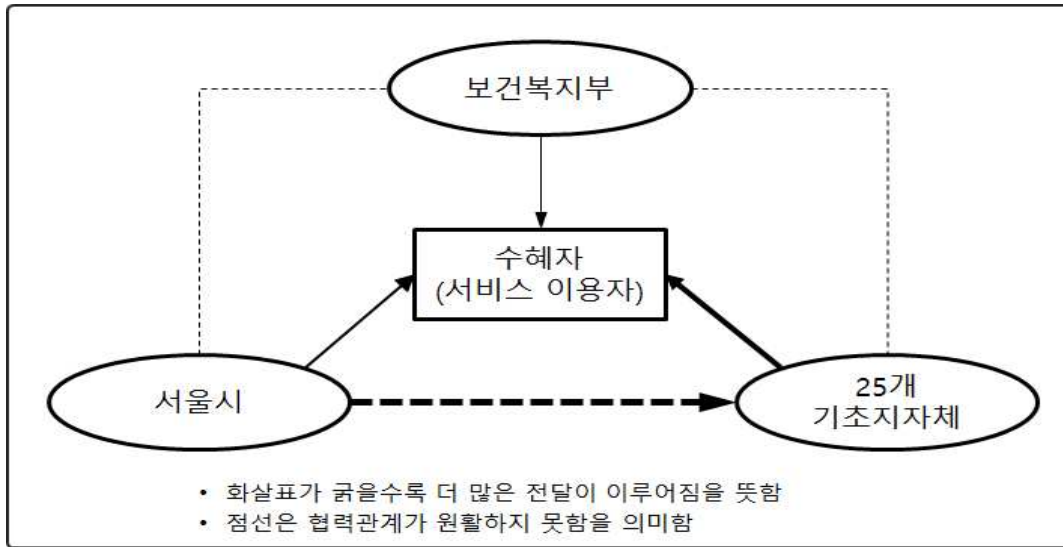 보건복지부
수혜자
(서비스 이용자)
서울시
25개
기초지자체
• 화살표가 굵을수록 더 많은 전달이 이루어짐을 뜻함
• 점선은 협력관계가 원활하지 못함을 의미함